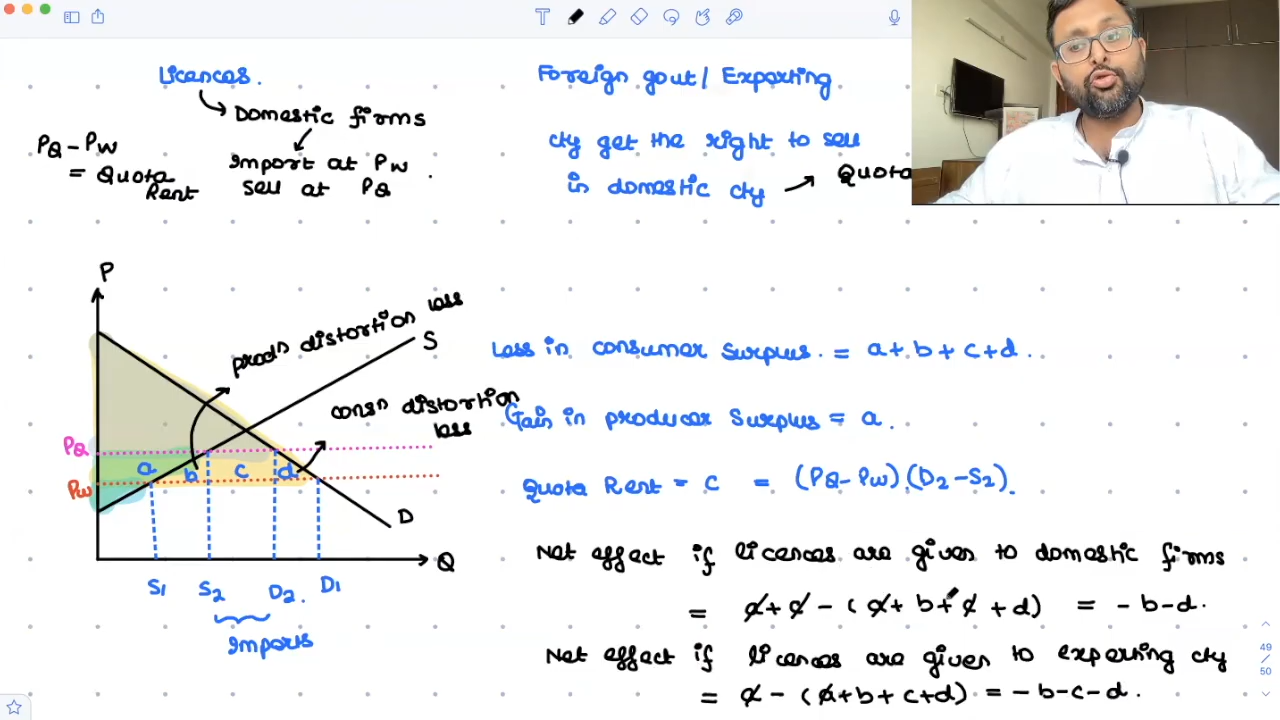 Licences.
Domestic firms
PQ - PW
= Quota Rent
Import at PW
sell at PQ
Foreign govt / Exporting
cty get the right to sell
in domestic cty → Quota
P
prodn distortion loss
S
consn distortion loss
PQ
a
b
c
d
PW
D
Q
S1 S2 D2. D1
Imports
Loss in consumer surplus. = a + b + c + d.
Gain in producer surplus = a.
Quota Rent = c = (PQ - PW).(D2 - S2).
Net effect if licences are given to domestic firms
= a + c - (a + b + c + d) = - b - d.
Net effect if licences are given to exporting cty
= a - (a + b + c + d) = - b - c - d.
49
/
50